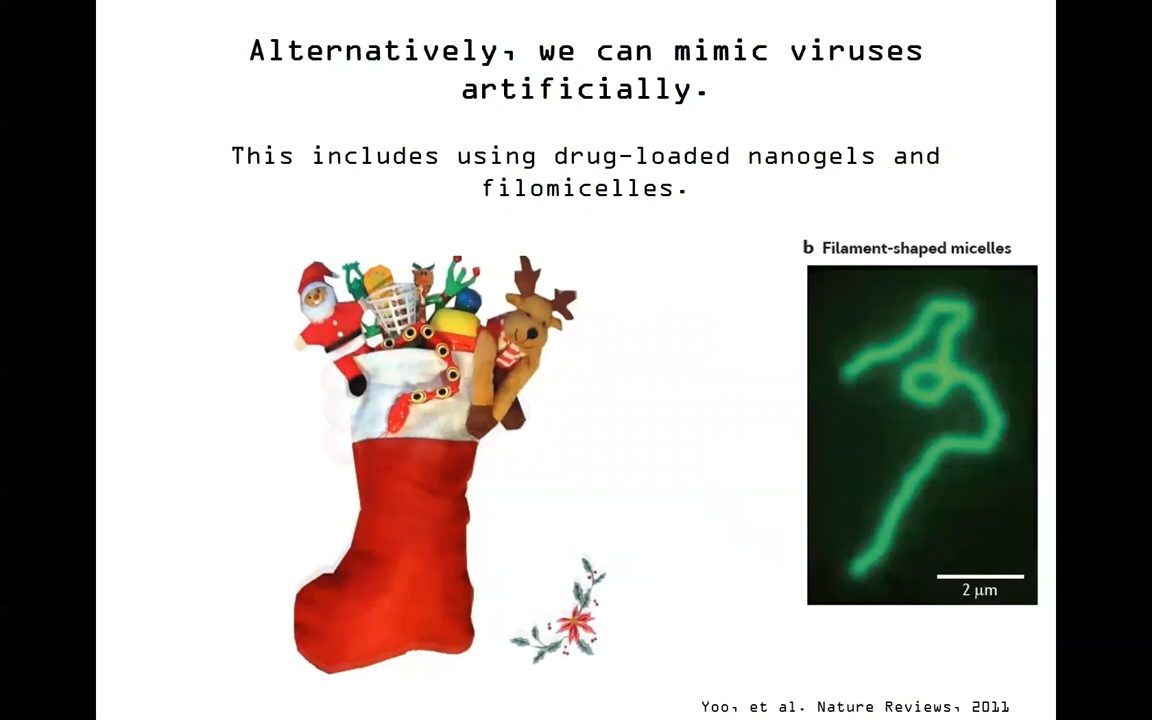 Alternatively, we can mimic viruses
artificially.
This includes using drug-loaded nanogels and
filomicelles.
b Filament-shaped micelles
2 μm
Yoo, et al. Nature Reviews, 2011